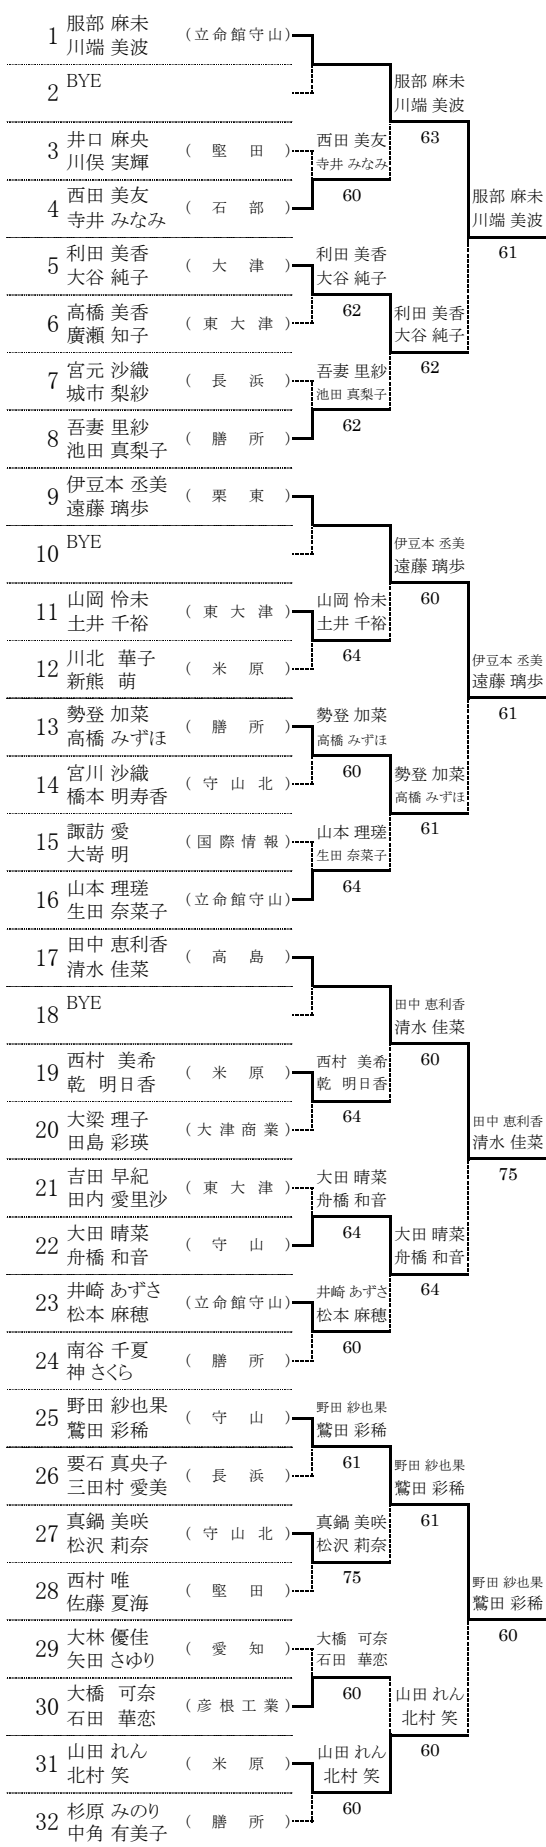 1 服部 麻未 川端 美波 (立命館守山)
2 BYE
服部 麻未
川端 美波
63
3 井口 麻央 川俣 実輝 ( 堅 田 )
西田 美友
寺井 みなみ
60
4 西田 美友 寺井 みなみ ( 石 部 )
服部 麻未
川端 美波
61
5 利田 美香 大谷 純子 ( 大 津 )
利田 美香
大谷 純子
62
6 高橋 美香 廣瀬 知子 ( 東 大 津 )
利田 美香
大谷 純子
62
7 宮元 沙織 城市 梨紗 ( 長 浜 )
吾妻 里紗
池田 真梨子
62
8 吾妻 里紗 池田 真梨子 ( 膳 所 )
9 伊豆本 丞美 遠藤 璃歩 ( 栗 東 )
10 BYE
伊豆本 丞美
遠藤 璃歩
60
11 山岡 怜未 土井 千裕 ( 東 大 津 )
山岡 怜未
土井 千裕
64
12 川北 華子 新熊 萌 ( 米 原 )
伊豆本 丞美
遠藤 璃歩
61
13 勢登 加菜 高橋 みずほ ( 膳 所 )
勢登 加菜
高橋 みずほ
60
14 宮川 沙織 橋本 明寿香 ( 守 山 北 )
勢登 加菜
高橋 みずほ
61
15 諏訪 愛 大嵜 明 ( 国 際 情 報 )
山本 理瑳
生田 奈菜子
64
16 山本 理瑳 生田 奈菜子 (立命館守山)
17 田中 恵利香 清水 佳菜 ( 高 島 )
18 BYE
田中 恵利香
清水 佳菜
60
19 西村 美希 乾 明日香 ( 米 原 )
西村 美希
乾 明日香
64
20 大梁 理子 田島 彩瑛 ( 大 津 商 業 )
田中 恵利香
清水 佳菜
75
21 吉田 早紀 田内 愛里沙 ( 東 大 津 )
大田 晴菜
舟橋 和音
64
22 大田 晴菜 舟橋 和音 ( 守 山 )
大田 晴菜
舟橋 和音
64
23 井崎 あずさ 松本 麻穂 (立命館守山)
井崎 あずさ
松本 麻穂
60
24 南谷 千夏 神 さくら ( 膳 所 )
25 野田 紗也果 鷲田 彩稀 ( 守 山 )
野田 紗也果
鷲田 彩稀
61
26 要石 真央子 三田村 愛美 ( 長 浜 )
野田 紗也果
鷲田 彩稀
61
27 真鍋 美咲 松沢 莉奈 ( 守 山 北 )
真鍋 美咲
松沢 莉奈
75
28 西村 唯 佐藤 夏海 ( 堅 田 )
野田 紗也果
鷲田 彩稀
60
29 大林 優佳 矢田 さゆり ( 愛 知 )
大橋 可奈
石田 華恋
60
30 大橋 可奈 石田 華恋 ( 彦 根 工 業 )
山田 れん
北村 笑
60
31 山田 れん 北村 笑 ( 米 原 )
山田 れん
北村 笑
60
32 杉原 みのり 中角 有美子 ( 膳 所 )